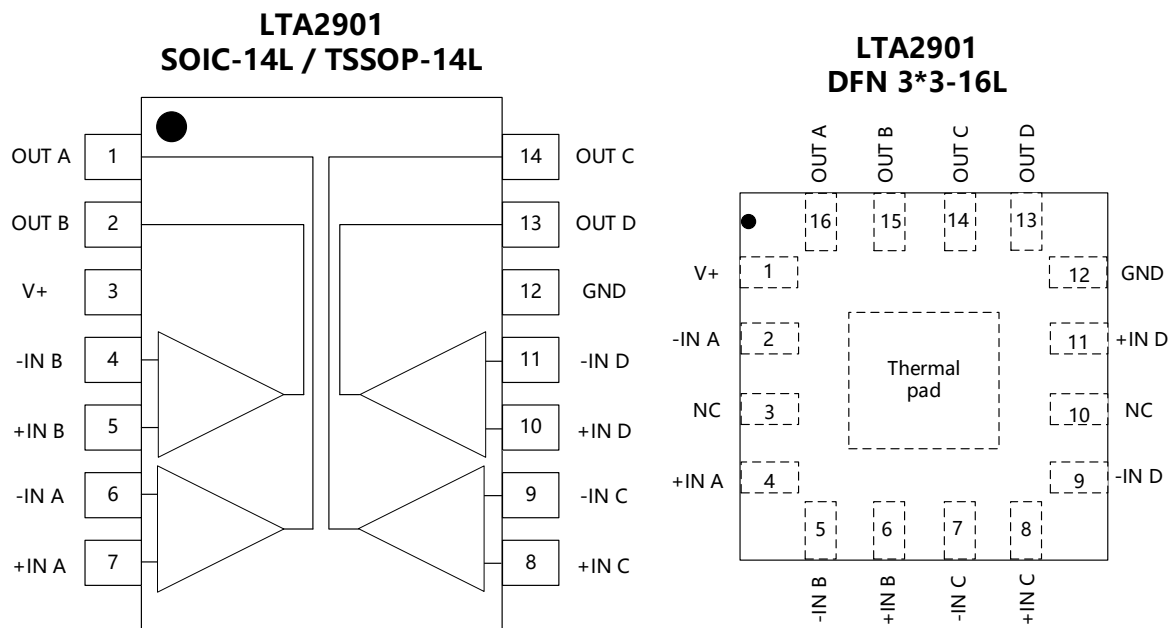 LTA2901
SOIC-14L / TSSOP-14L
OUT A 1 14 OUT C
OUT B 2 13 OUT D
V+ 3 12 GND
-IN B 4 11 -IN D
+IN B 5 10 +IN D
-IN A 6 9 -IN C
+IN A 7 8 +IN C
LTA2901
DFN 3*3-16L
OUT A OUT B OUT C OUT D
16 15 14 13
V+ 1 12 GND
-IN A 2 11 +IN D
Thermal
pad
NC 3 10 NC
+IN A 4 9 -IN D
5 6 7 8
-IN B +IN B -IN C +IN C